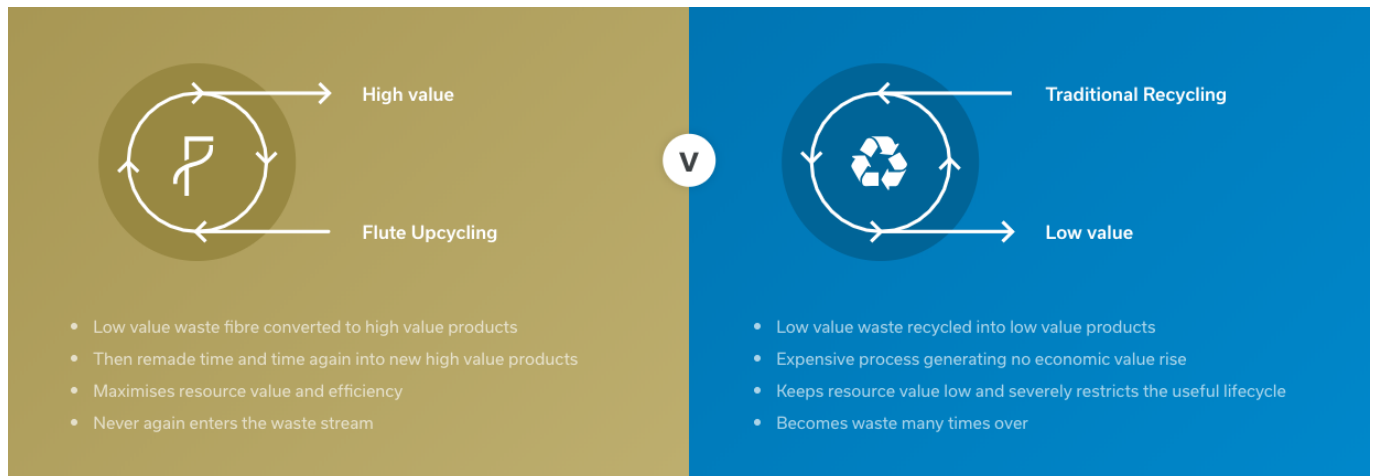 High value
Flute Upcycling
• Low value waste fibre converted to high value products
• Then remade time and time again into new high value products
• Maximises resource value and efficiency
• Never again enters the waste stream
V
Traditional Recycling
Low value
• Low value waste recycled into low value products
• Expensive process generating no economic value rise
• Keeps resource value low and severely restricts the useful lifecycle
• Becomes waste many times over